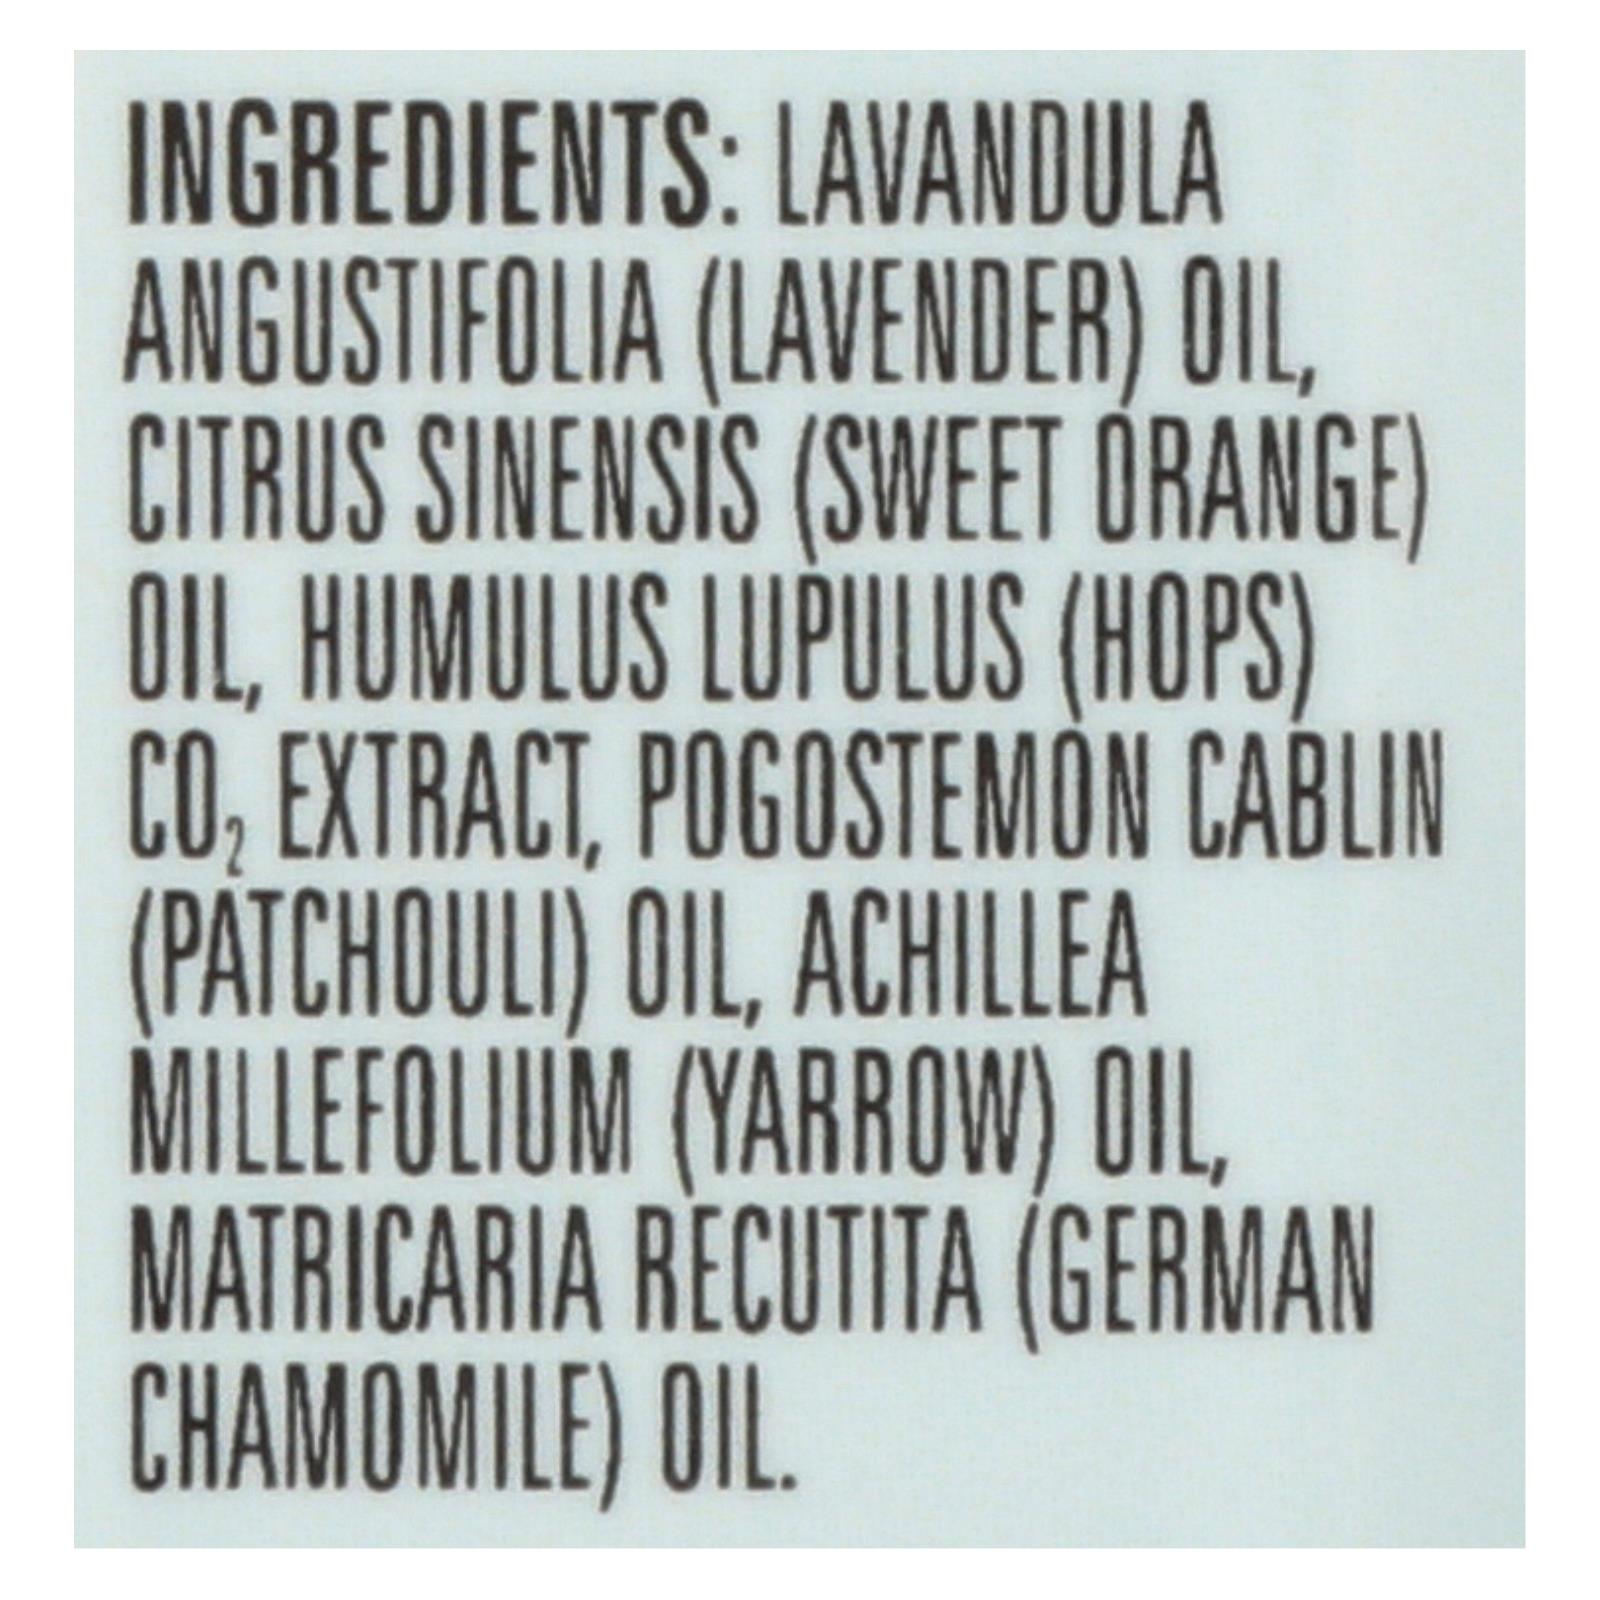 INGREDIENTS: LAVANDULA
ANGUSTIFOLIA (LAVENDER) OIL,
CITRUS SINENSIS (SWEET ORANGE)
OIL, HUMULUS LUPULUS (HOPS)
CO₂ EXTRACT, POGOSTEMON CABLIN
(PATCHOULI) OIL, ACHILLEA
MILLEFOLIUM (YARROW) OIL,
MATRICARIA RECUTITA (GERMAN
CHAMOMILE) OIL.